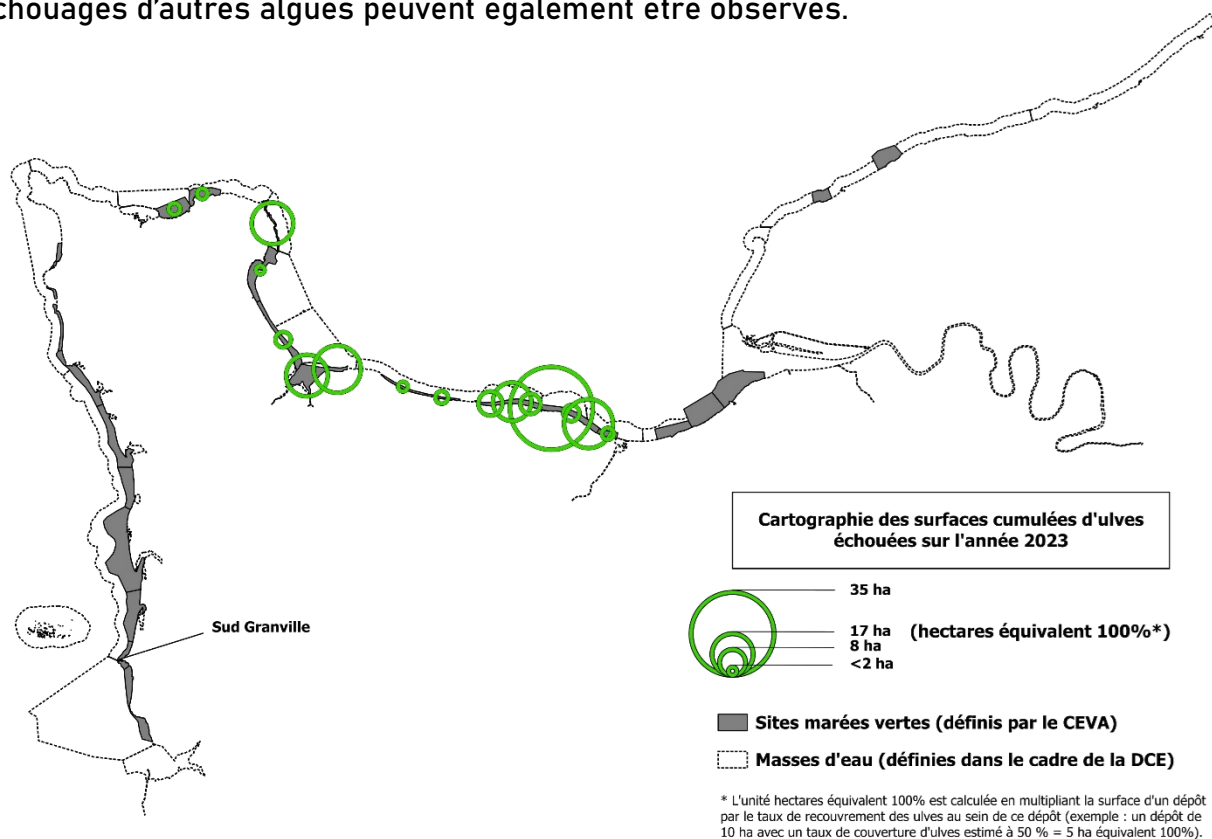 chouages d'autres algues peuvent également être observés.
Sud Granville
Cartographie des surfaces cumulées d'ulves
échouées sur l'année 2023
35 ha
17 ha (hectares équivalent 100%*)
8 ha
<2 ha
Sites marées vertes (définis par le CEVA)
Masses d'eau (définies dans le cadre de la DCE)
* L'unité hectares équivalent 100% est calculée en multipliant la surface d'un dépôt
par le taux de recouvrement des ulves au sein de ce dépôt (exemple : un dépôt de
10 ha avec un taux de couverture d'ulves estimé à 50 % = 5 ha équivalent 100%).